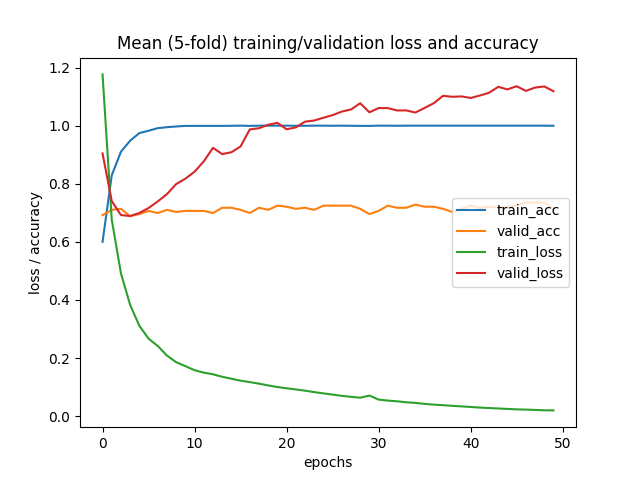 Mean (5-fold) training/validation loss and accuracy
1.2
1.0
0.8
0.6
0.4
0.2
0.0
loss / accuracy
train_acc
valid_acc
train_loss
valid_loss
0
10
20
30
40
50
epochs